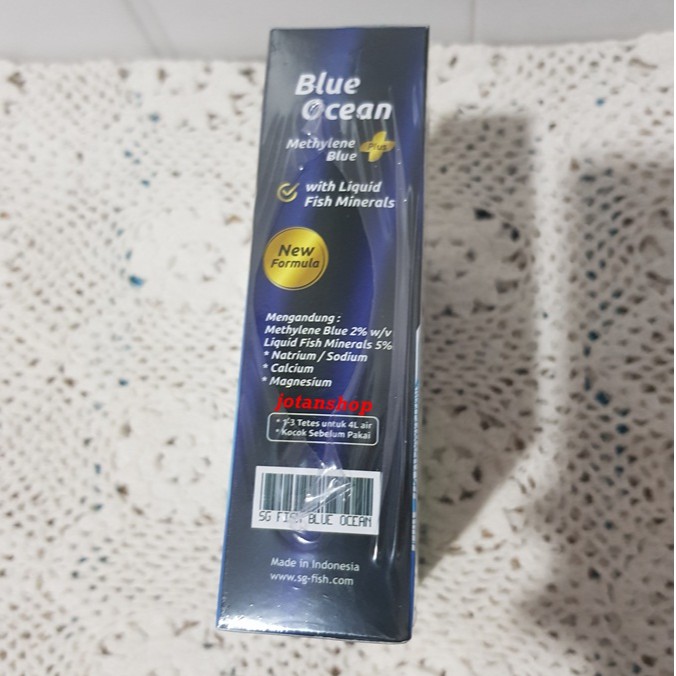 Blue
Ocean
Methylene
Blue
Plus
with Liquid
Fish Minerals
New
Formula
Mengandung :
Methylene Blue 2% w/v
Liquid Fish Minerals 5%
* Natrium / Sodium
* Calcium
* Magnesium
jotanshop
* 1-3 Tetes untuk 4L air
* Kocok Sebelum Pakai
SG FISH BLUE OCEAN
Made in Indonesia
www.sg-fish.com